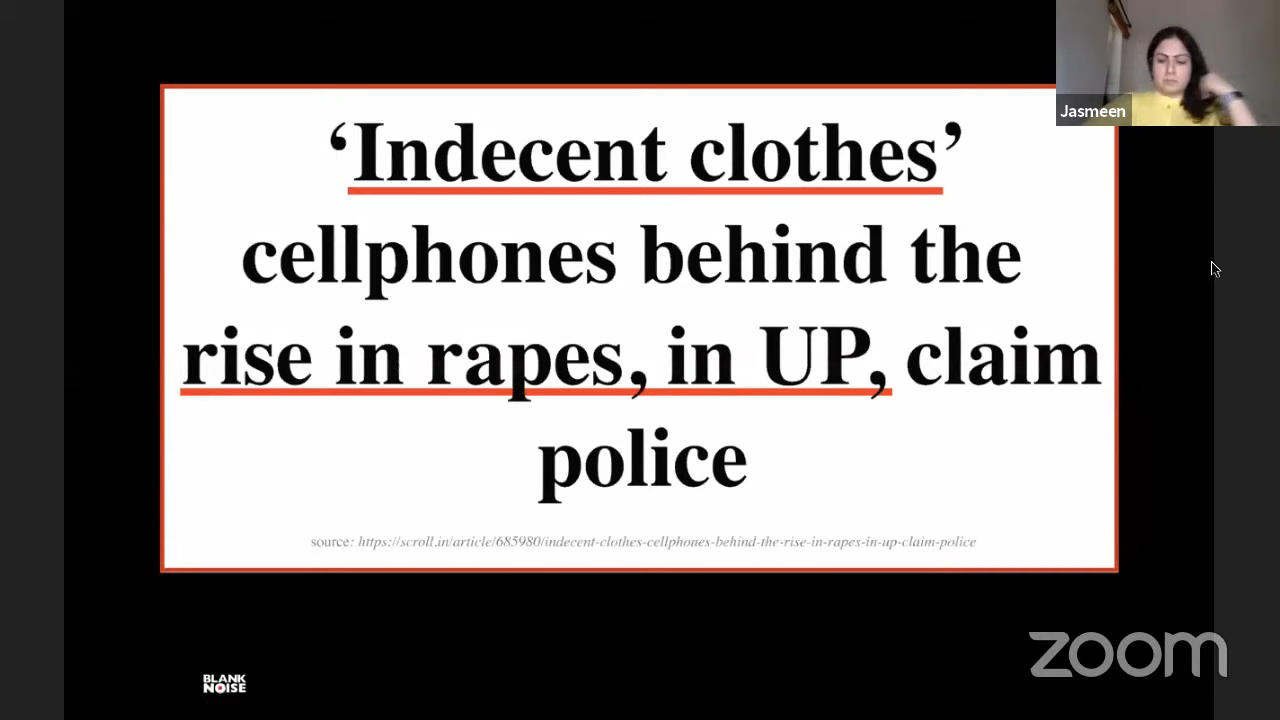 Jasmeen
‘Indecent clothes’
cellphones behind the
rise in rapes, in UP, claim
police
source: https://scroll.in/article/685980/indecent-clothes-cellphones-behind-the-rise-in-rapes-in-up-claim-police
zoom
BLANK
NOISE